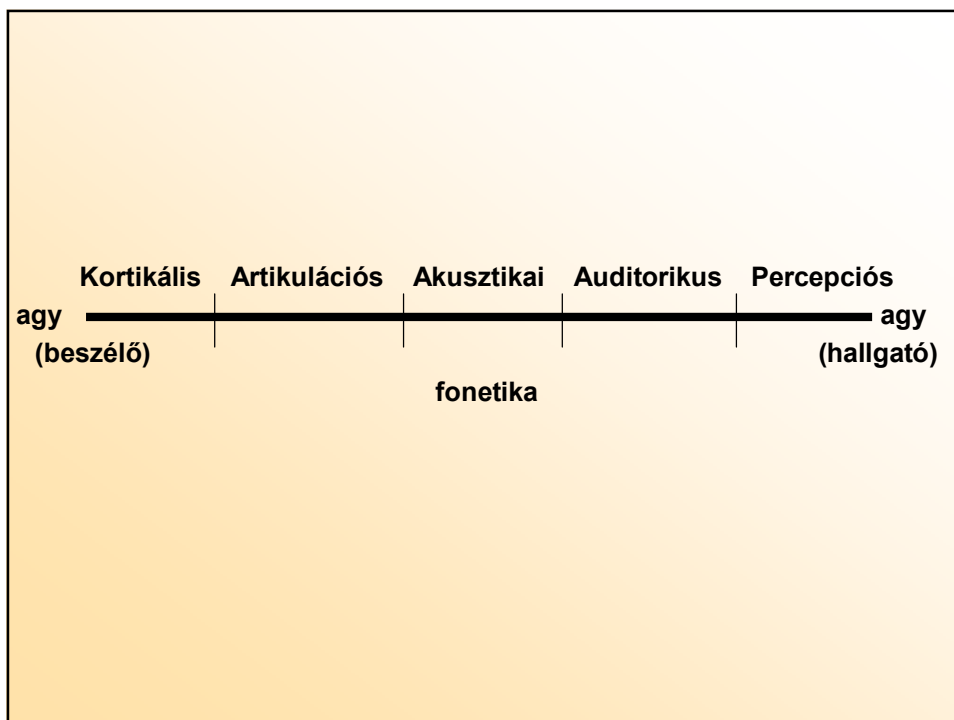 Kortikális Artikulációs Akusztikai Auditorikus Percepciós
agy agy
(beszélő) (hallgató)
fonetika